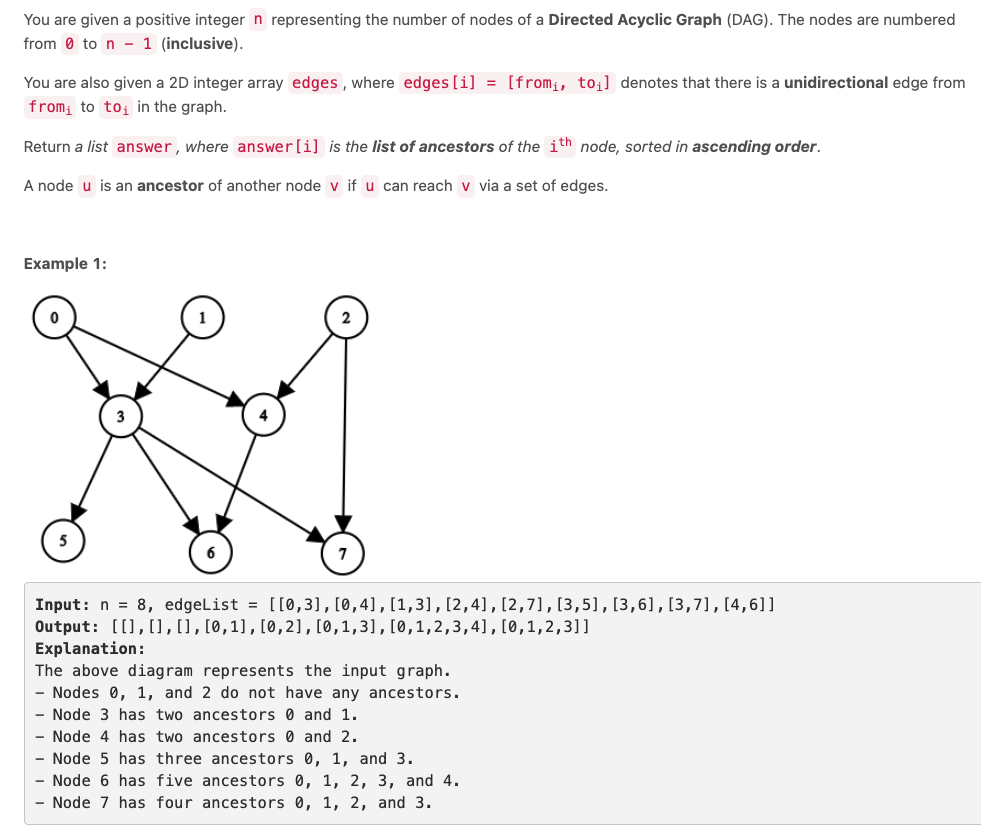 You are given a positive integer n representing the number of nodes of a Directed Acyclic Graph (DAG). The nodes are numbered
from 0 to n - 1 (inclusive).
You are also given a 2D integer array edges, where edges[i] = [fromi, toi] denotes that there is a unidirectional edge from
fromi to toi in the graph.
Return a list answer, where answer[i] is the list of ancestors of the ith node, sorted in ascending order.
A node u is an ancestor of another node v if u can reach v via a set of edges.
Example 1:
0 1 2
3 4
5 6 7
Input: n = 8, edgeList = [[0,3],[0,4],[1,3],[2,4],[2,7],[3,5],[3,6],[3,7],[4,6]]
Output: [[],[],[],[0,1],[0,2],[0,1,3],[0,1,2,3,4],[0,1,2,3]]
Explanation:
The above diagram represents the input graph.
- Nodes 0, 1, and 2 do not have any ancestors.
- Node 3 has two ancestors 0 and 1.
- Node 4 has two ancestors 0 and 2.
- Node 5 has three ancestors 0, 1, and 3.
- Node 6 has five ancestors 0, 1, 2, 3, and 4.
- Node 7 has four ancestors 0, 1, 2, and 3.